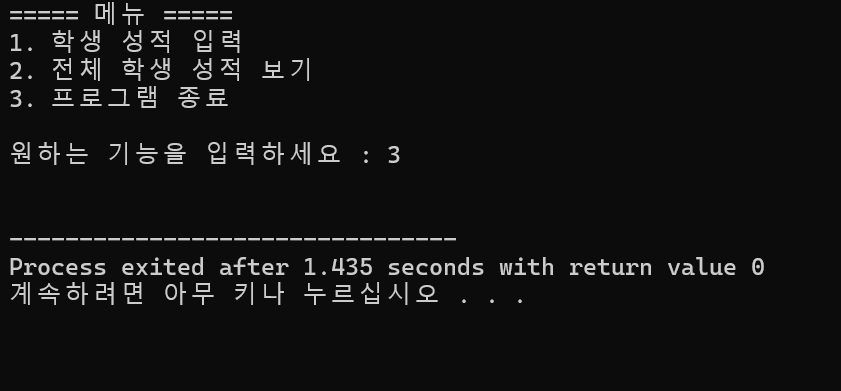 ===== 메뉴 =====
1. 학생 성적 입력
2. 전체 학생 성적 보기
3. 프로그램 종료
원하는 기능을 입력하세요 : 3
--------------------------------
Process exited after 1.435 seconds with return value 0
계속하려면 아무 키나 누르십시오 . . .